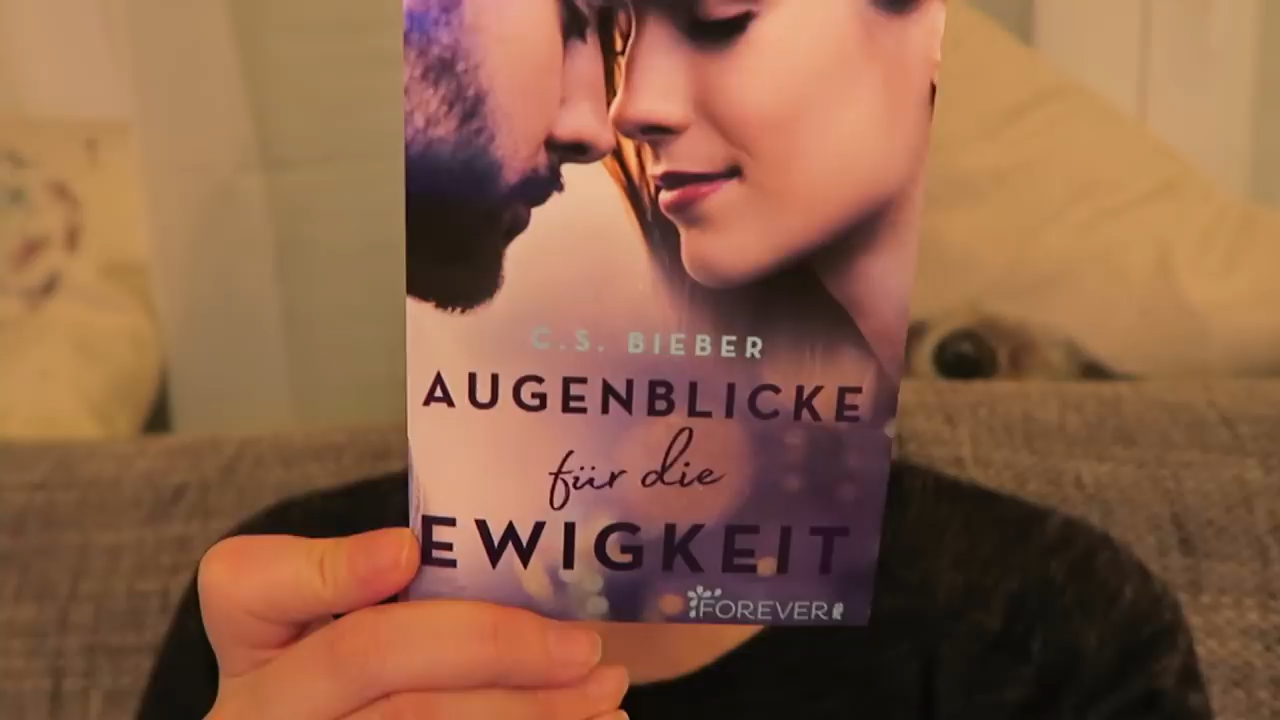 C.S. BIEBER
AUGENBLICKE
für die
EWIGKEIT
FOREVER